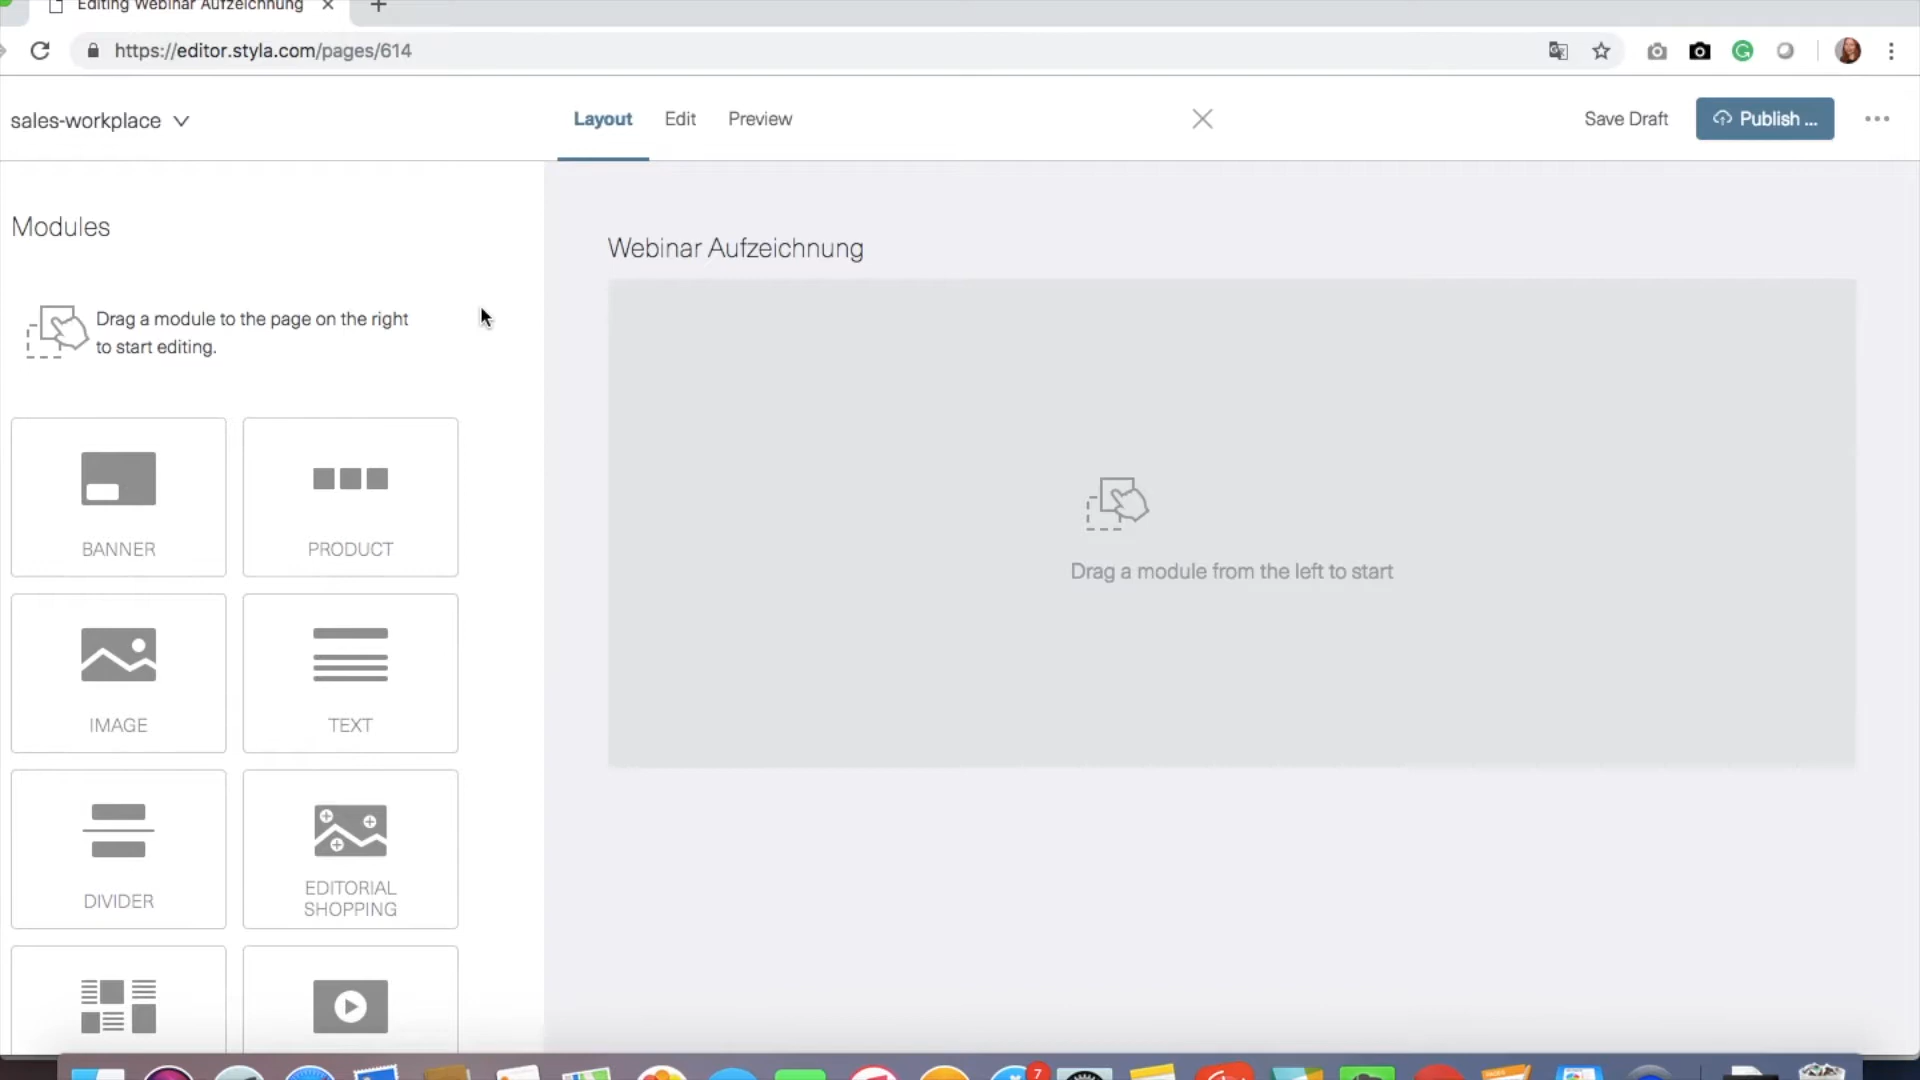 Editing Webinar Aufzeichnung
https://editor.styla.com/pages/614
sales-workplace
Layout
Edit
Preview
Save Draft
Publish ...
Modules
Drag a module to the page on the right
to start editing.
BANNER
PRODUCT
IMAGE
TEXT
DIVIDER
EDITORIAL
SHOPPING
Webinar Aufzeichnung
Drag a module from the left to start
7